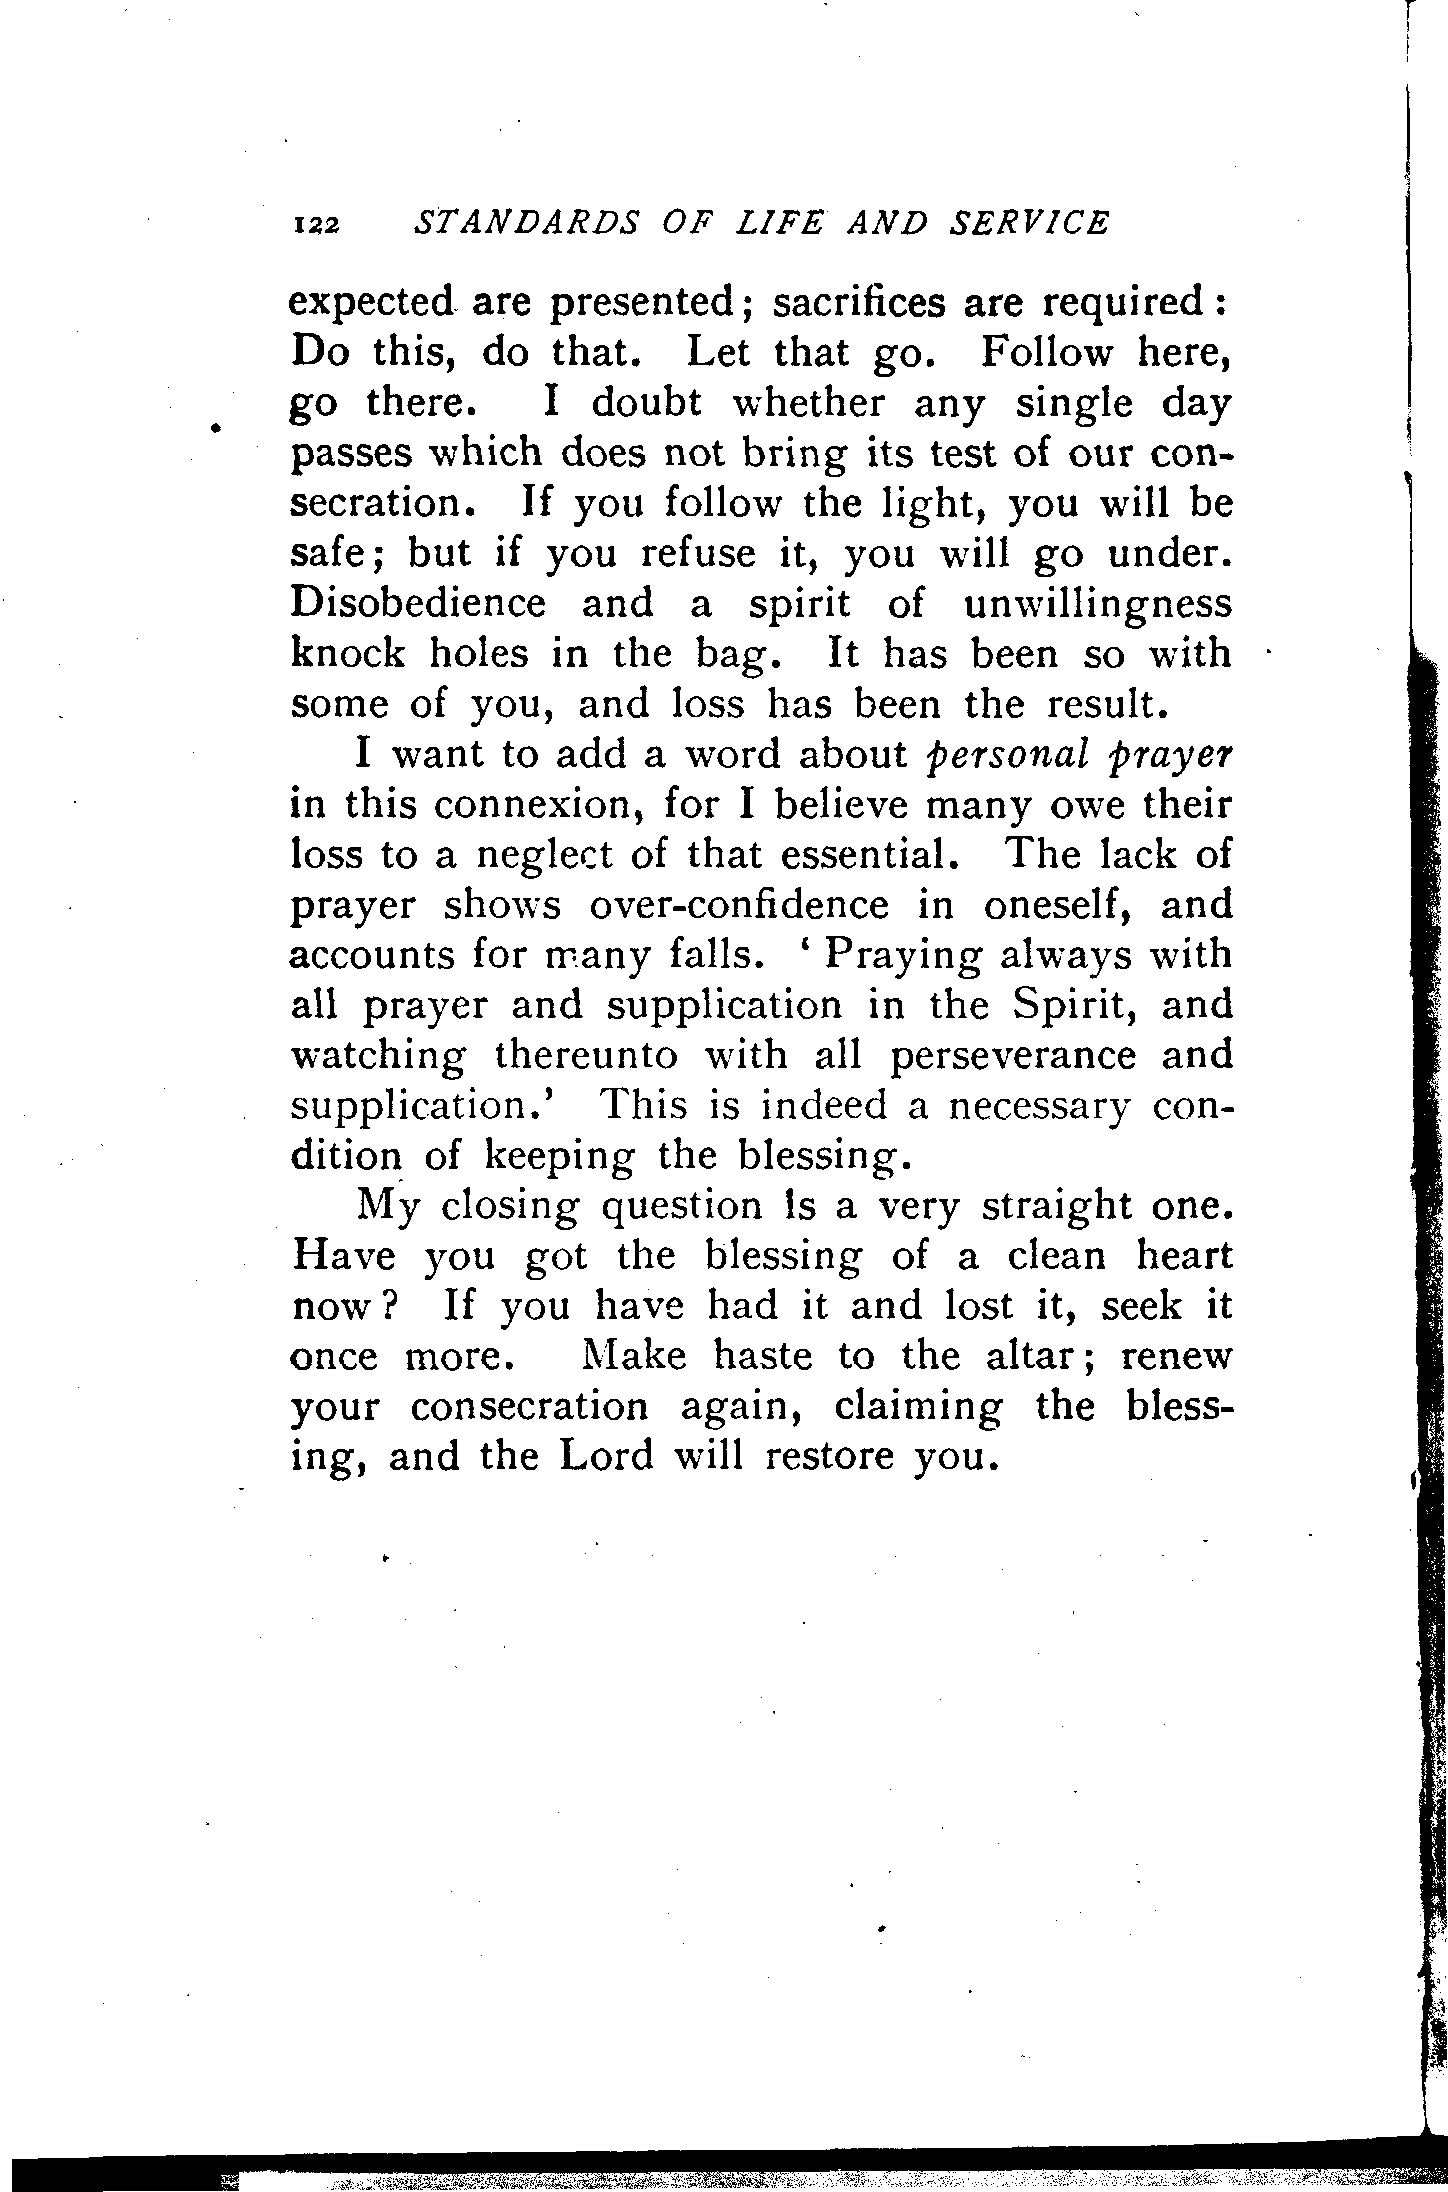 122 STANDARDS OF LIFE AND SERVICE
expected are presented; sacrifices are required:
Do this, do that. Let that go. Follow here,
go there. I doubt whether any single day
passes which does not bring its test of our con-
secration. If you follow the light, you will be
safe; but if you refuse it, you will go under.
Disobedience and a spirit of unwillingness
knock holes in the bag. It has been so with
some of you, and loss has been the result.
I want to add a word about personal prayer
in this connexion, for I believe many owe their
loss to a neglect of that essential. The lack of
prayer shows over-confidence in oneself, and
accounts for many falls. ‘Praying always with
all prayer and supplication in the Spirit, and
watching thereunto with all perseverance and
supplication.’ This is indeed a necessary con-
dition of keeping the blessing.
My closing question is a very straight one.
Have you got the blessing of a clean heart
now? If you have had it and lost it, seek it
once more. Make haste to the altar; renew
your consecration again, claiming the bless-
ing, and the Lord will restore you.